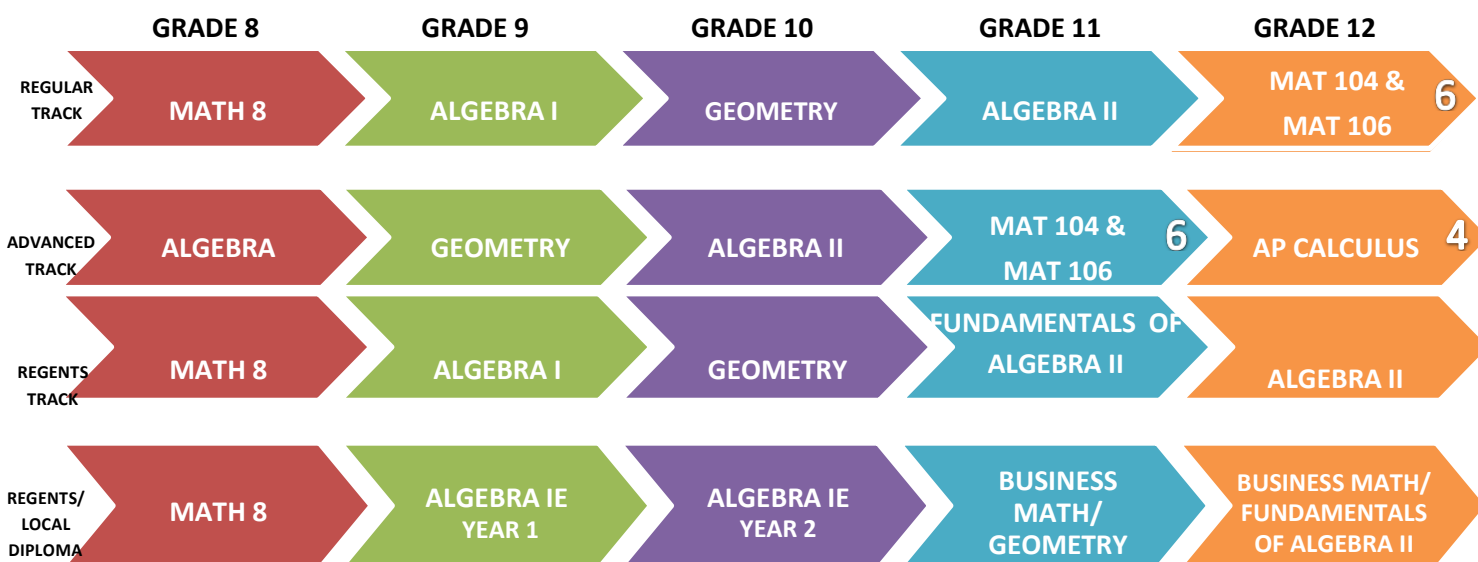 GRADE 8 GRADE 9 GRADE 10 GRADE 11 GRADE 12
REGULAR
TRACK
MATH 8
ALGEBRA I
GEOMETRY
ALGEBRA II
MAT 104 &
MAT 106
6
ADVANCED
TRACK
ALGEBRA
GEOMETRY
ALGEBRA II
MAT 104 &
MAT 106
6
AP CALCULUS
4
REGENTS
TRACK
MATH 8
ALGEBRA I
GEOMETRY
FUNDAMENTALS OF
ALGEBRA II
ALGEBRA II
REGENTS/
LOCAL
DIPLOMA
MATH 8
ALGEBRA IE
YEAR 1
ALGEBRA IE
YEAR 2
BUSINESS
MATH/
GEOMETRY
BUSINESS MATH/
FUNDAMENTALS
OF ALGEBRA II